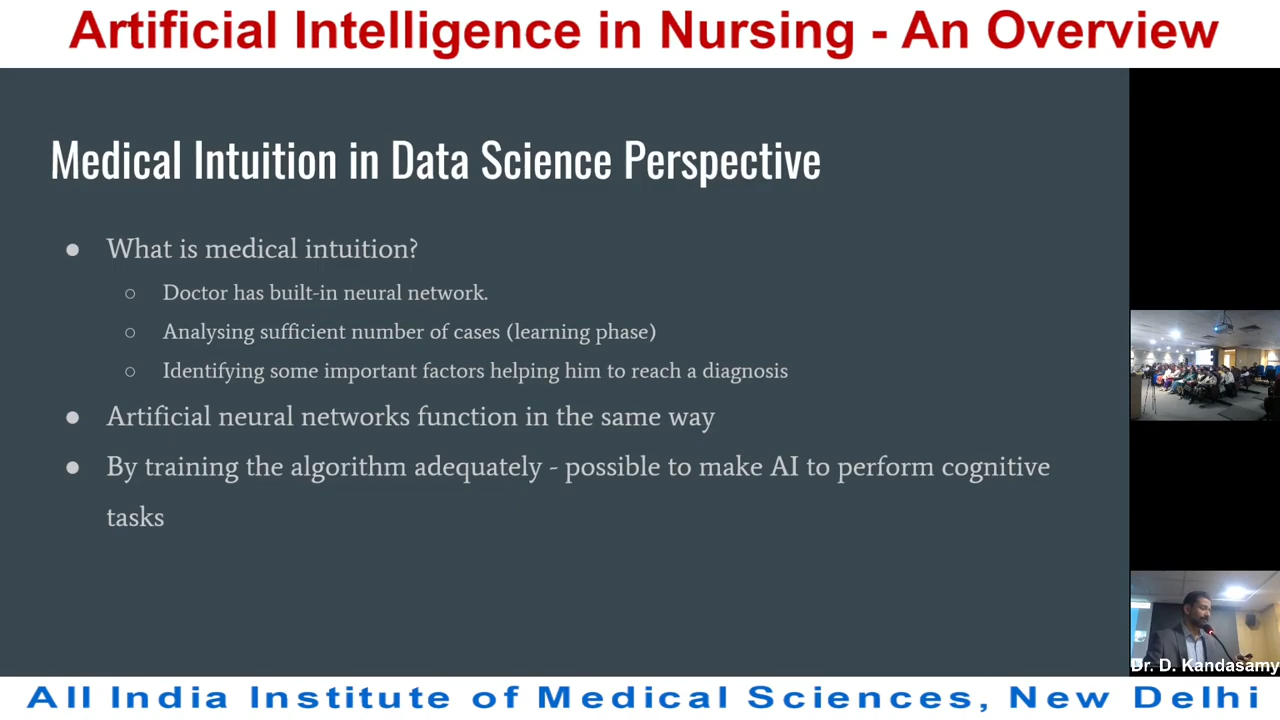 Artificial Intelligence in Nursing - An Overview
Medical Intuition in Data Science Perspective
● What is medical intuition?
○ Doctor has built-in neural network.
○ Analysing sufficient number of cases (learning phase)
○ Identifying some important factors helping him to reach a diagnosis
● Artificial neural networks function in the same way
● By training the algorithm adequately - possible to make AI to perform cognitive
tasks
Dr. D. Kandasamy
All India Institute of Medical Sciences, New Delhi